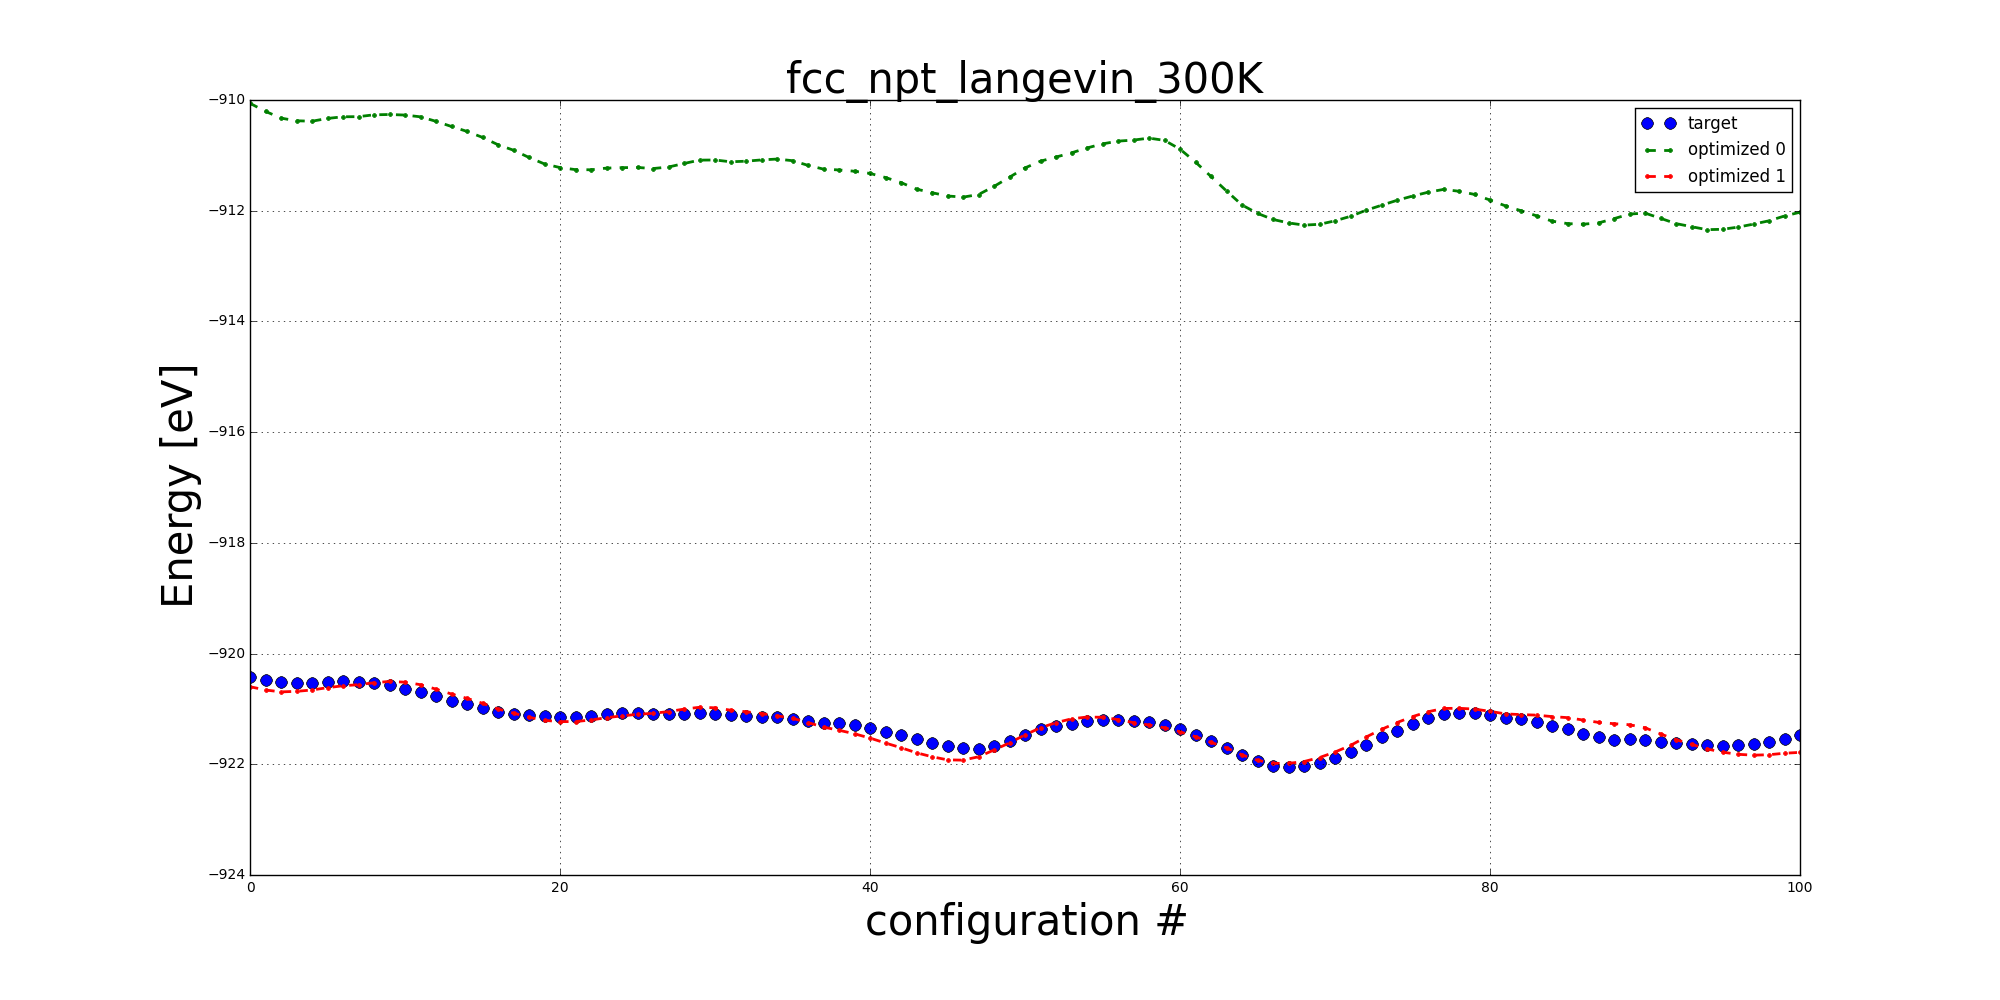 fcc_npt_langevin_300K
Energy [eV]
−910
−912
−914
−916
−918
−920
−922
−924
target
optimized 0
optimized 1
0 20 40 60 80 100
configuration #